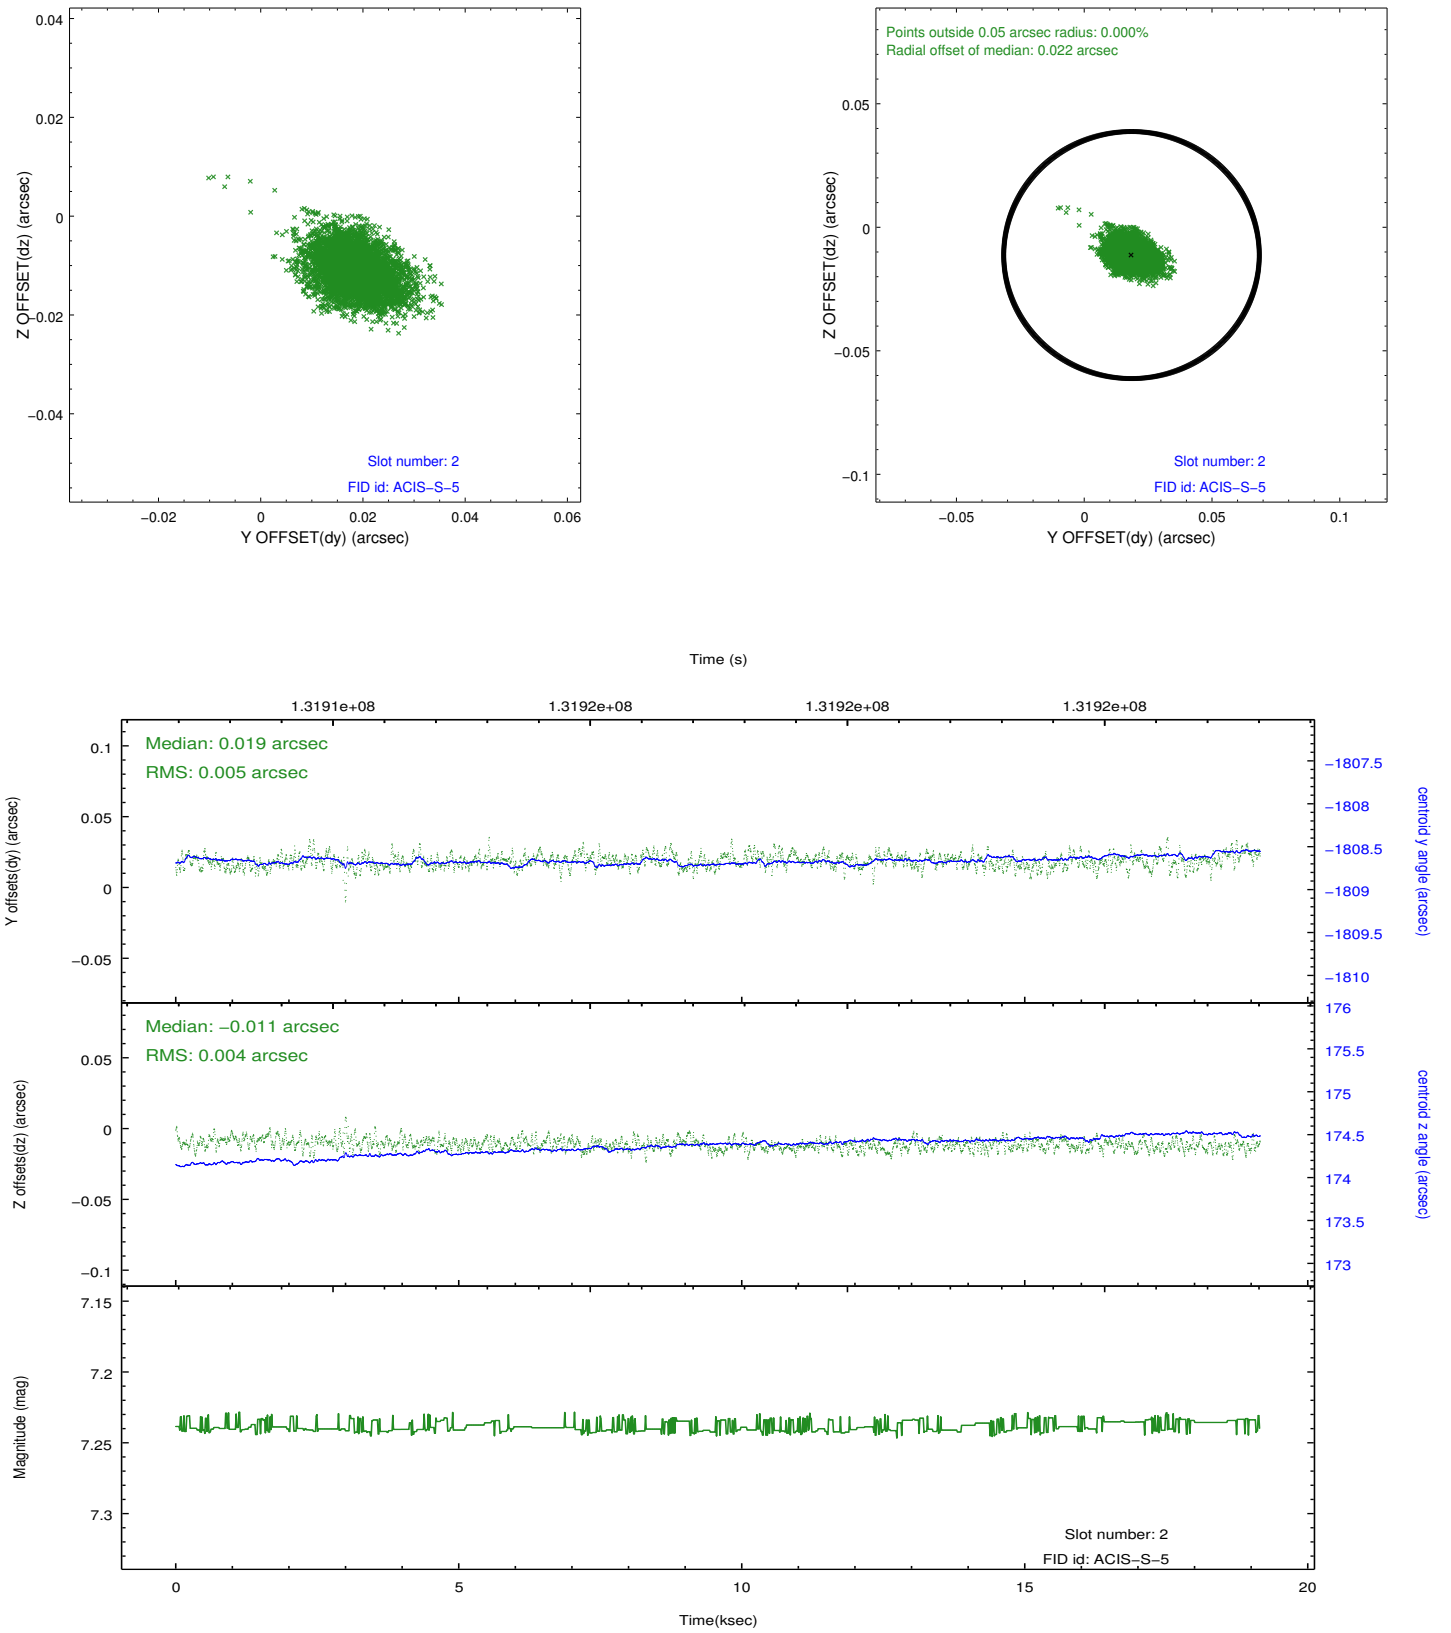 0.04
0.02
0
−0.02
−0.04
Z OFFSET(dz) (arcsec)
Slot number: 2
FID id: ACIS−S−5
−0.02 0 0.02 0.04 0.06
Y OFFSET(dy) (arcsec)
Points outside 0.05 arcsec radius: 0.000%
Radial offset of median: 0.022 arcsec
0.05
0
−0.05
−0.1
Z OFFSET(dz) (arcsec)
Slot number: 2
FID id: ACIS−S−5
−0.05 0 0.05 0.1
Y OFFSET(dy) (arcsec)
Time (s)
1.3191e+08 1.3192e+08 1.3192e+08 1.3192e+08
Median: 0.019 arcsec
RMS: 0.005 arcsec
0.1
0.05
0
−0.05
Y offsets(dy) (arcsec)
−1807.5
−1808
−1808.5
−1809
−1809.5
−1810
centroid y angle (arcsec)
Median: −0.011 arcsec
RMS: 0.004 arcsec
0.05
0
−0.05
−0.1
Z offsets(dz) (arcsec)
176
175.5
175
174.5
174
173.5
173
centroid z angle (arcsec)
7.15
7.2
7.25
7.3
Magnitude (mag)
Slot number: 2
FID id: ACIS−S−5
0 5 10 15 20
Time(ksec)